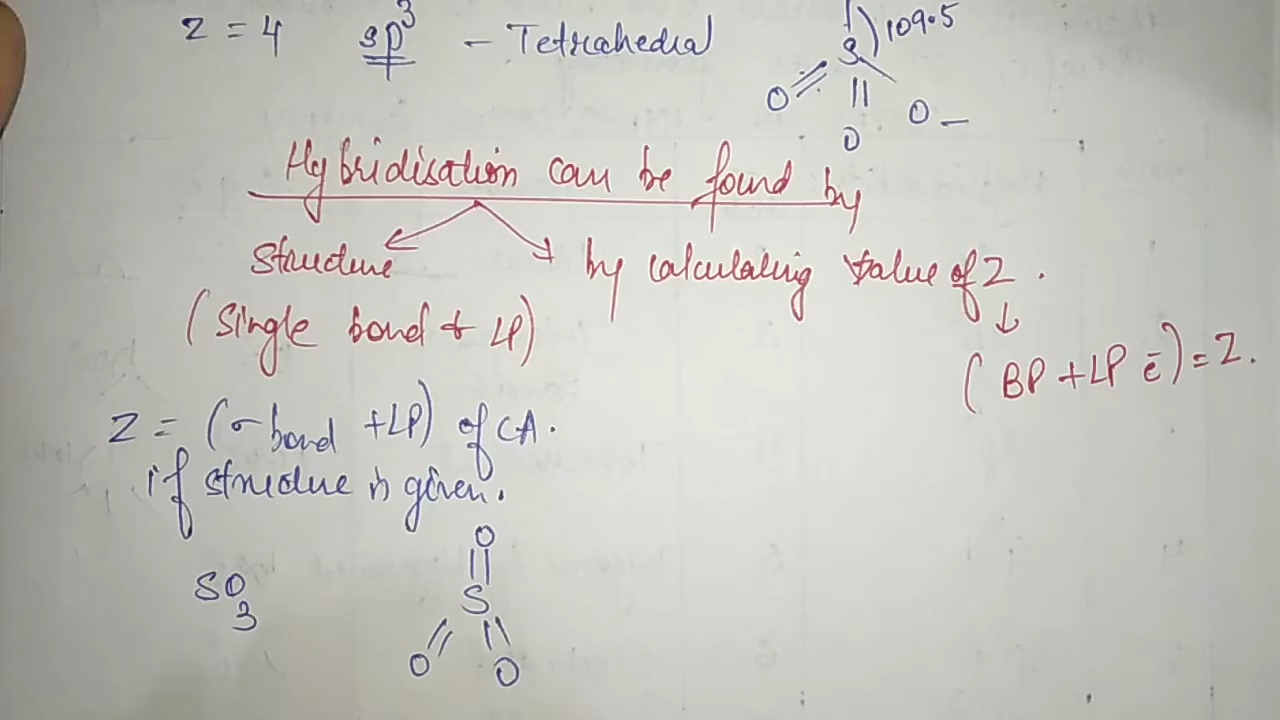 Z = 4 sp³ - Tetrahedral
S 109.5
O O O -
Hybridisation can be found by
Structure by calculating value of Z.
(Single bond + LP)
(BP + LP ē) = Z.
Z = (σ bond + LP) of CA.
if structure is given.
SO₃
O
S
O O